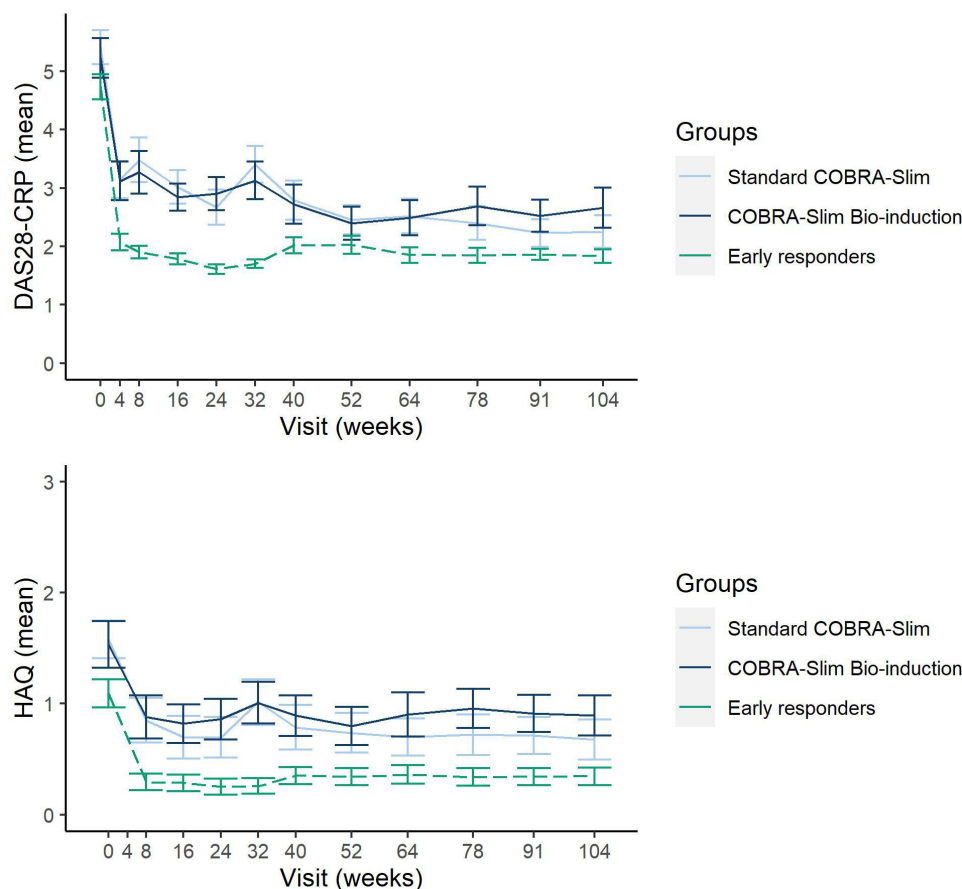 DAS28-CRP (mean)
5
4
3
2
1
0
0 4 8 16 24 32 40 52 64 78 91 104
Visit (weeks)
Groups
Standard COBRA-Slim
COBRA-Slim Bio-induction
Early responders
HAQ (mean)
3
2
1
0
0 4 8 16 24 32 40 52 64 78 91 104
Visit (weeks)
Groups
Standard COBRA-Slim
COBRA-Slim Bio-induction
Early responders